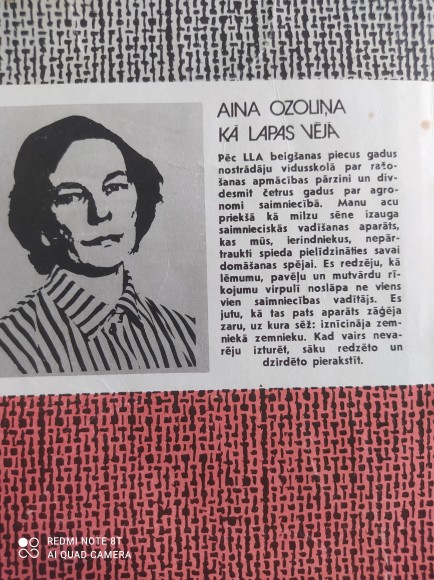 AINA OZOLIŅA
KĀ LAPAS VĒJĀ
Pēc LLA beigšanas piecus gadus
nostrādāju vidusskolā par ražo-
šanas apmācības pārzini un div-
desmit četrus gadus par agro-
nomi saimniecībā. Manu acu
priekšā kā milzu sēne izauga
saimnieciskās vadīšanas aparāts,
kas mūs, ierindniekus, nepār-
traukti spieda pielīdzināties savai
domāšanas spējai. Es redzēju, kā
lēmumu, pavēļu un mutvārdu rī-
kojumu virpulī noslāpa ne viens
vien saimniecības vadītājs. Es
jutu, kā tas pats aparāts zāģēja
zaru, uz kura sēž: iznīcināja zem-
niekā zemnieku. Kad vairs neva-
rēju izturēt, sāku redzēto un
dzirdēto pierakstīt.
REDMI NOTE 8T
AI QUAD CAMERA